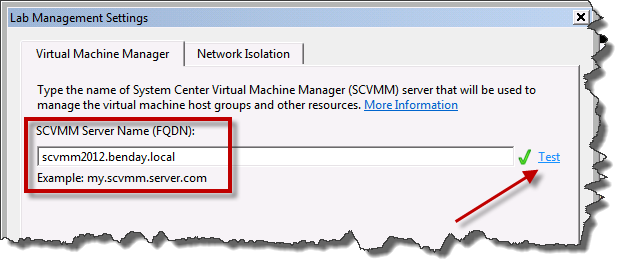 Lab Management Settings
Virtual Machine Manager
Network Isolation
Type the name of System Center Virtual Machine Manager (SCVMM) server that will be used to
manage the virtual machine host groups and other resources. More Information
SCVMM Server Name (FQDN):
scvmm2012.benday.local
Test
Example: my.scvmm.server.com